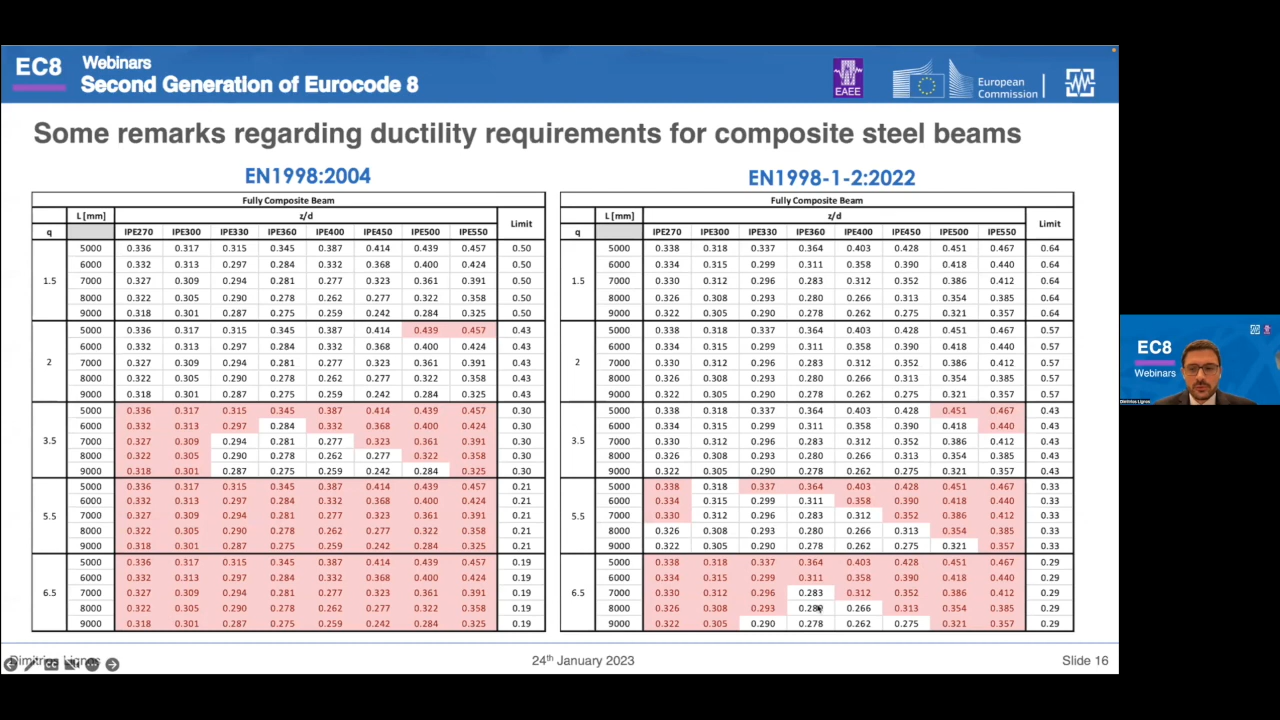 EC8
Webinars
Second Generation of Eurocode 8
EAEE
European
Commission
Some remarks regarding ductility requirements for composite steel beams
EN1998:2004
Fully Composite Beam
L [mm] z/d Limit
q IPE270 IPE300 IPE330 IPE360 IPE400 IPE450 IPE500 IPE550
1.5
5000 0.336 0.317 0.315 0.345 0.387 0.414 0.439 0.457 0.50
6000 0.332 0.313 0.297 0.284 0.332 0.368 0.400 0.424 0.50
7000 0.327 0.309 0.294 0.281 0.277 0.323 0.361 0.391 0.50
8000 0.322 0.305 0.290 0.278 0.262 0.277 0.322 0.358 0.50
9000 0.318 0.301 0.287 0.275 0.259 0.242 0.284 0.325 0.50
2
5000 0.336 0.317 0.315 0.345 0.387 0.414 0.439 0.457 0.43
6000 0.332 0.313 0.297 0.284 0.332 0.368 0.400 0.424 0.43
7000 0.327 0.309 0.294 0.281 0.277 0.323 0.361 0.391 0.43
8000 0.322 0.305 0.290 0.278 0.262 0.277 0.322 0.358 0.43
9000 0.318 0.301 0.287 0.275 0.259 0.242 0.284 0.325 0.43
3.5
5000 0.336 0.317 0.315 0.345 0.387 0.414 0.439 0.457 0.30
6000 0.332 0.313 0.297 0.284 0.332 0.368 0.400 0.424 0.30
7000 0.327 0.309 0.294 0.281 0.277 0.323 0.361 0.391 0.30
8000 0.322 0.305 0.290 0.278 0.262 0.277 0.322 0.358 0.30
9000 0.318 0.301 0.287 0.275 0.259 0.242 0.284 0.325 0.30
5.5
5000 0.336 0.317 0.315 0.345 0.387 0.414 0.439 0.457 0.21
6000 0.332 0.313 0.297 0.284 0.332 0.368 0.400 0.424 0.21
7000 0.327 0.309 0.294 0.281 0.277 0.323 0.361 0.391 0.21
8000 0.322 0.305 0.290 0.278 0.262 0.277 0.322 0.358 0.21
9000 0.318 0.301 0.287 0.275 0.259 0.242 0.284 0.325 0.21
6.5
5000 0.336 0.317 0.315 0.345 0.387 0.414 0.439 0.457 0.19
6000 0.332 0.313 0.297 0.284 0.332 0.368 0.400 0.424 0.19
7000 0.327 0.309 0.294 0.281 0.277 0.323 0.361 0.391 0.19
8000 0.322 0.305 0.290 0.278 0.262 0.277 0.322 0.358 0.19
9000 0.318 0.301 0.287 0.275 0.259 0.242 0.284 0.325 0.19
EN1998-1-2:2022
Fully Composite Beam
L [mm] z/d Limit
q IPE270 IPE300 IPE330 IPE360 IPE400 IPE450 IPE500 IPE550
1.5
5000 0.338 0.318 0.337 0.364 0.403 0.428 0.451 0.467 0.64
6000 0.334 0.315 0.299 0.311 0.358 0.390 0.418 0.440 0.64
7000 0.330 0.312 0.296 0.283 0.312 0.352 0.386 0.412 0.64
8000 0.326 0.308 0.293 0.280 0.266 0.313 0.354 0.385 0.64
9000 0.322 0.305 0.290 0.278 0.262 0.275 0.321 0.357 0.64
2
5000 0.338 0.318 0.337 0.364 0.403 0.428 0.451 0.467 0.57
6000 0.334 0.315 0.299 0.311 0.358 0.390 0.418 0.440 0.57
7000 0.330 0.312 0.296 0.283 0.312 0.352 0.386 0.412 0.57
8000 0.326 0.308 0.293 0.280 0.266 0.313 0.354 0.385 0.57
9000 0.322 0.305 0.290 0.278 0.262 0.275 0.321 0.357 0.57
3.5
5000 0.338 0.318 0.337 0.364 0.403 0.428 0.451 0.467 0.43
6000 0.334 0.315 0.299 0.311 0.358 0.390 0.418 0.440 0.43
7000 0.330 0.312 0.296 0.283 0.312 0.352 0.386 0.412 0.43
8000 0.326 0.308 0.293 0.280 0.266 0.313 0.354 0.385 0.43
9000 0.322 0.305 0.290 0.278 0.262 0.275 0.321 0.357 0.43
5.5
5000 0.338 0.318 0.337 0.364 0.403 0.428 0.451 0.467 0.33
6000 0.334 0.315 0.299 0.311 0.358 0.390 0.418 0.440 0.33
7000 0.330 0.312 0.296 0.283 0.312 0.352 0.386 0.412 0.33
8000 0.326 0.308 0.293 0.280 0.266 0.313 0.354 0.385 0.33
9000 0.322 0.305 0.290 0.278 0.262 0.275 0.321 0.357 0.33
6.5
5000 0.338 0.318 0.337 0.364 0.403 0.428 0.451 0.467 0.29
6000 0.334 0.315 0.299 0.311 0.358 0.390 0.418 0.440 0.29
7000 0.330 0.312 0.296 0.283 0.312 0.352 0.386 0.412 0.29
8000 0.326 0.308 0.293 0.280 0.266 0.313 0.354 0.385 0.29
9000 0.322 0.305 0.290 0.278 0.262 0.275 0.321 0.357 0.29
Dimitrios Lignos
24th January 2023
Slide 16
EC8
Webinars
Dimitrios Lignos